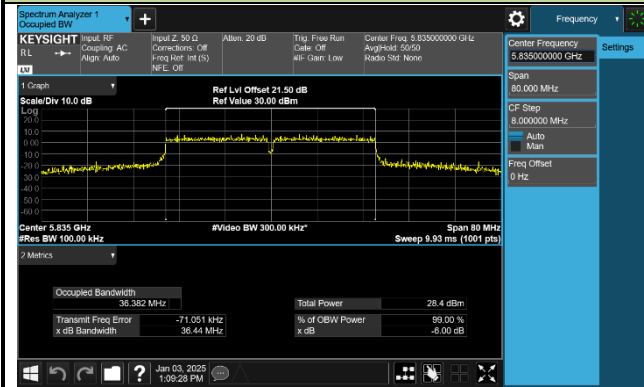 Spectrum Analyzer 1
Occupied BW
Frequency
KEYSIGHT
RL
LXI
Input: RF
Coupling: AC
Align: Auto
Input Z: 50 Ω
Corrections: Off
Freq Ref: Int (S)
NFE: Off
Atten: 20 dB
Trig: Free Run
Gate: Off
#IF Gain: Low
Center Freq: 5.835000000 GHz
Avg|Hold: 50/50
Radio Std: None
Center Frequency
5.835000000 GHz
Settings
Span
80.000 MHz
CF Step
8.000000 MHz
Auto
Man
Freq Offset
0 Hz
1 Graph
Scale/Div 10.0 dB
Ref Lvl Offset 21.50 dB
Ref Value 30.00 dBm
Log
20.0
10.0
0.00
-10.0
-20.0
-30.0
-40.0
-50.0
-60.0
Center 5.835 GHz
#Res BW 100.00 kHz
#Video BW 300.00 kHz*
Span 80 MHz
Sweep 9.93 ms (1001 pts)
2 Metrics
Occupied Bandwidth
36.382 MHz
Total Power 28.4 dBm
Transmit Freq Error -71.051 kHz
% of OBW Power 99.00 %
x dB Bandwidth 36.44 MHz
x dB -6.00 dB
?
Jan 03, 2025
1:09:28 PM